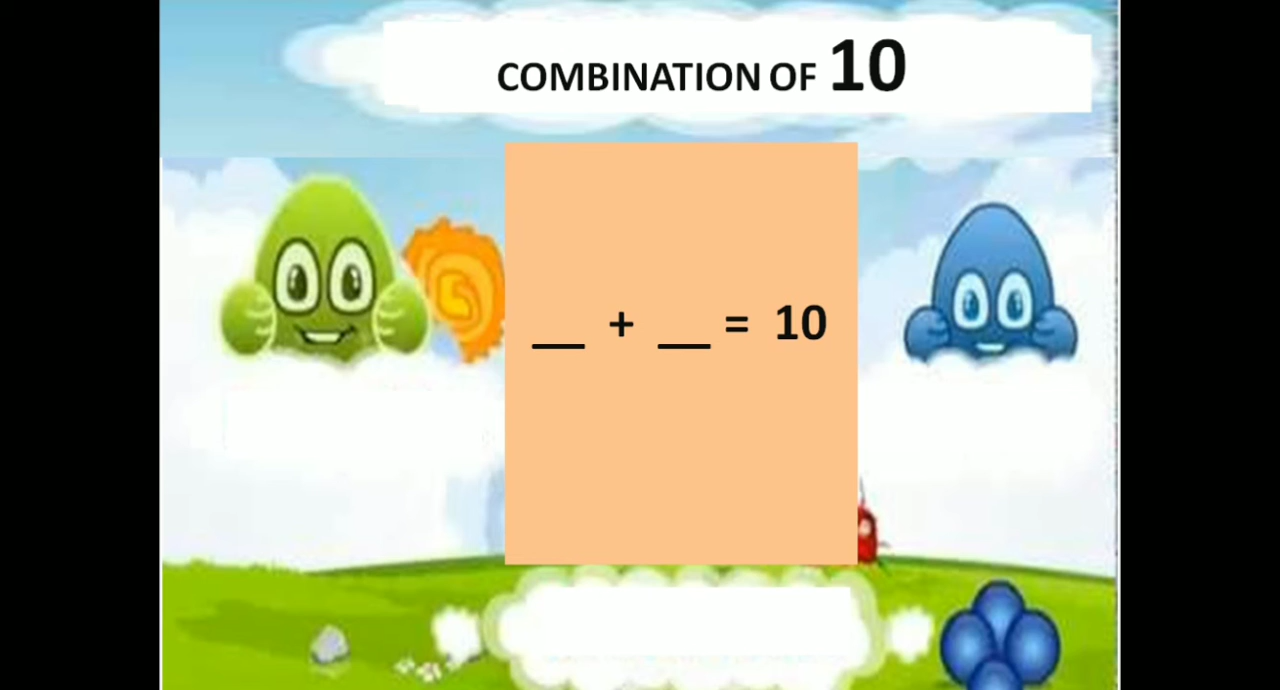 COMBINATION OF 10
__ + __ = 10